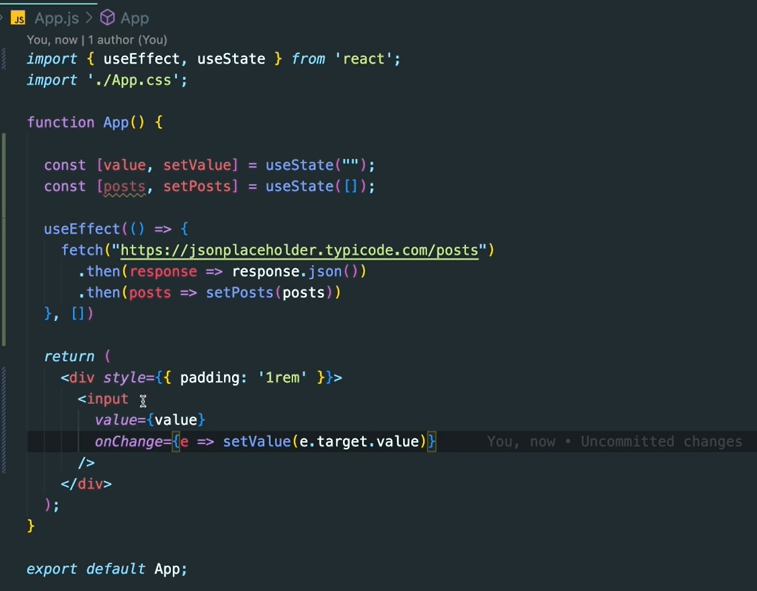 JS App.js > App
You, now | 1 author (You)
import { useEffect, useState } from 'react';
import './App.css';
function App() {
const [value, setValue] = useState("");
const [posts, setPosts] = useState([]);
useEffect(() => {
fetch("https://jsonplaceholder.typicode.com/posts")
.then(response => response.json())
.then(posts => setPosts(posts))
}, [])
return (
<div style={{ padding: '1rem' }}>
<input
value={value}
onChange={e => setValue(e.target.value)} You, now • Uncommitted changes
/>
</div>
);
}
export default App;